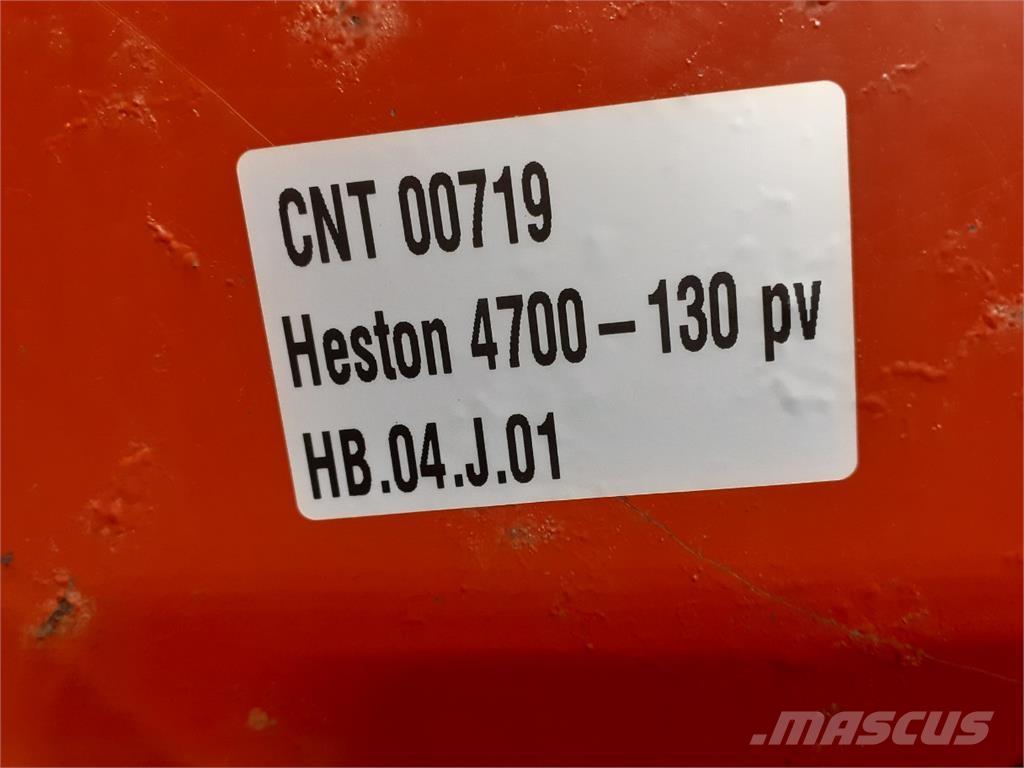 CNT 00719
Heston 4700 – 130 pv
HB.04.J.01
.MASCUS